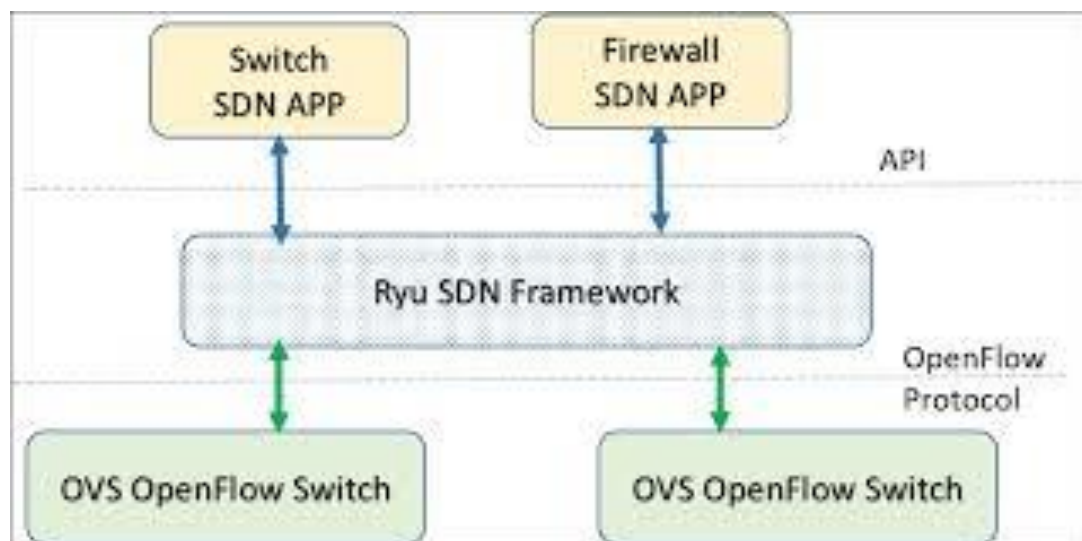 Switch
SDN APP
Firewall
SDN APP
API
Ryu SDN Framework
OpenFlow
Protocol
OVS OpenFlow Switch
OVS OpenFlow Switch